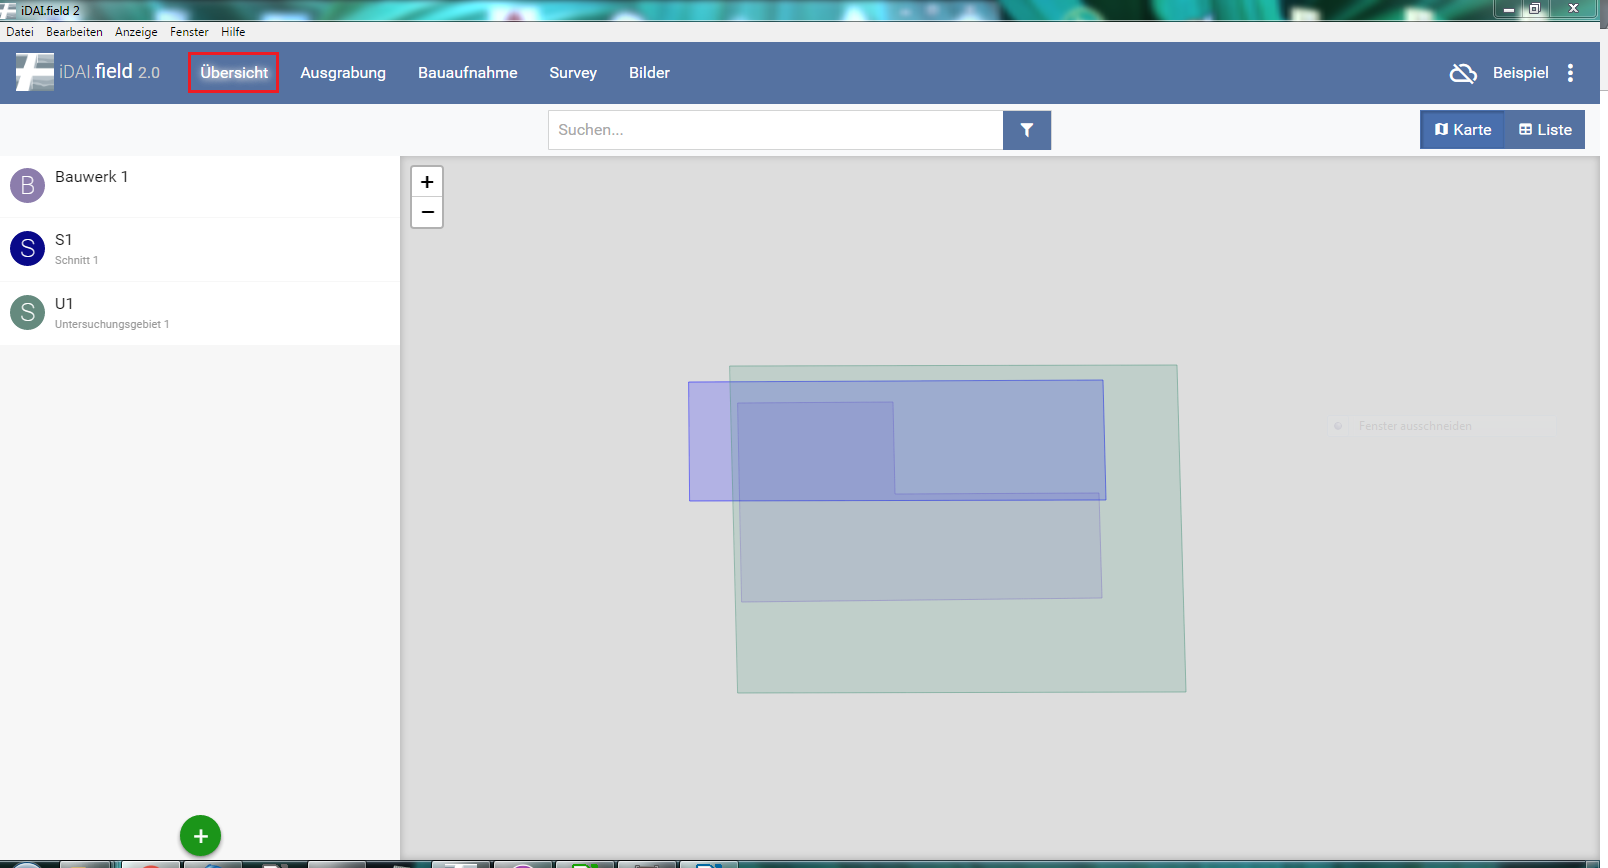 iDAI.field 2
Datei Bearbeiten Anzeige Fenster Hilfe
iDAI.field 2.0 Übersicht Ausgrabung Bauaufnahme Survey Bilder Beispiel
Suchen... Karte Liste
+
−
B Bauwerk 1
S S1
Schnitt 1
S U1
Untersuchungsgebiet 1
Fenster ausschneiden
+